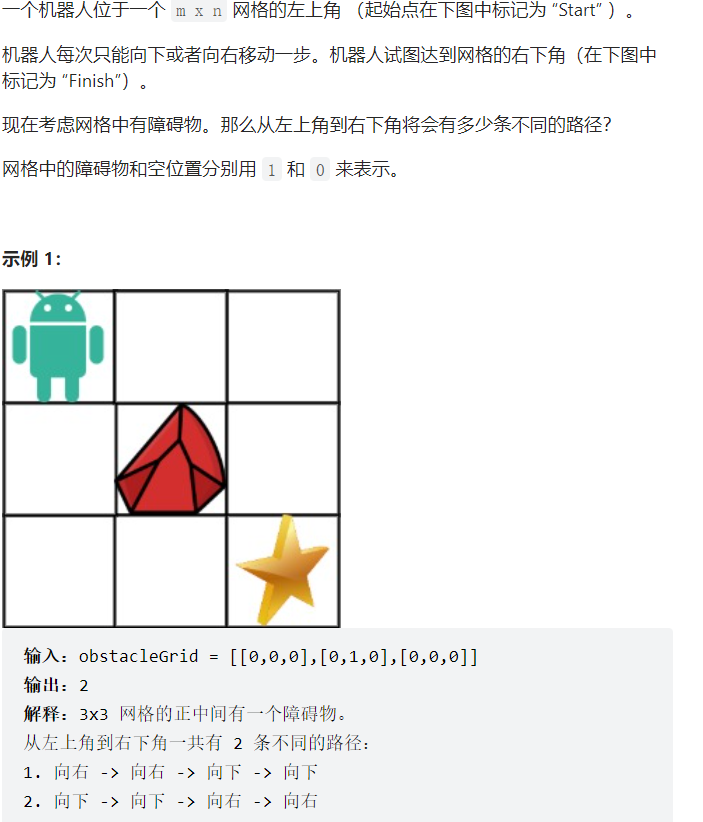 一个机器人位于一个 m x n 网格的左上角 （起始点在下图中标记为 “Start” ）。
机器人每次只能向下或者向右移动一步。机器人试图达到网格的右下角（在下图中
标记为 “Finish”）。
现在考虑网格中有障碍物。那么从左上角到右下角将会有多少条不同的路径？
网格中的障碍物和空位置分别用 1 和 0 来表示。
示例 1：
输入：obstacleGrid = [[0,0,0],[0,1,0],[0,0,0]]
输出：2
解释：3x3 网格的正中间有一个障碍物。
从左上角到右下角一共有 2 条不同的路径：
1. 向右 -> 向右 -> 向下 -> 向下
2. 向下 -> 向下 -> 向右 -> 向右